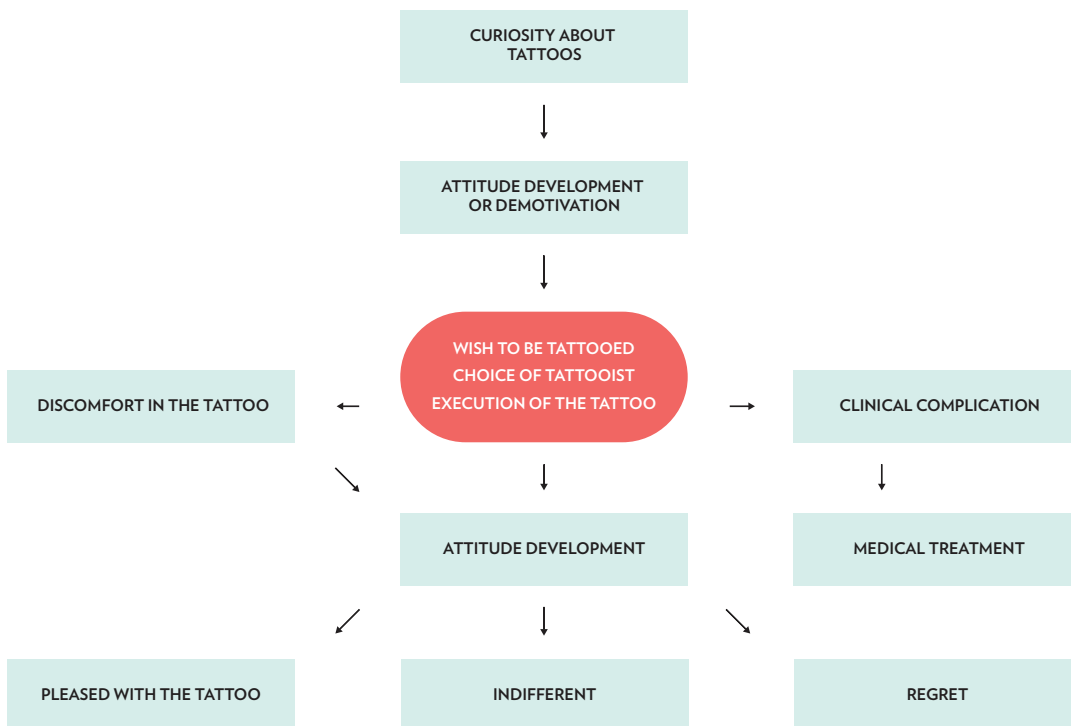 CURIOSITY ABOUT
TATTOOS
ATTITUDE DEVELOPMENT
OR DEMOTIVATION
WISH TO BE TATTOOED
CHOICE OF TATTOOIST
EXECUTION OF THE TATTOO
DISCOMFORT IN THE TATTOO
CLINICAL COMPLICATION
ATTITUDE DEVELOPMENT
MEDICAL TREATMENT
PLEASED WITH THE TATTOO
INDIFFERENT
REGRET